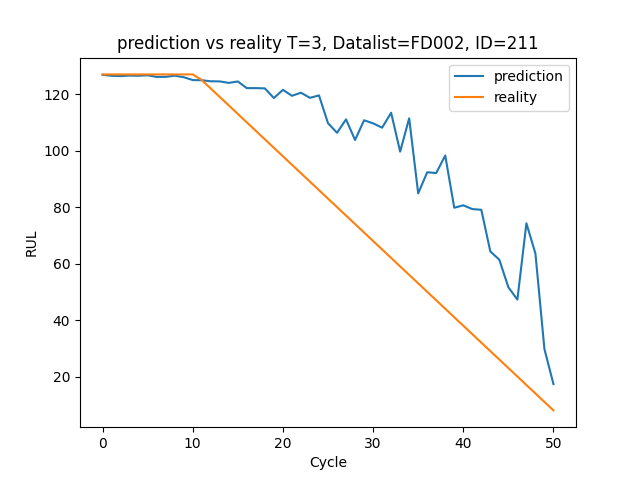 prediction vs reality T=3, Datalist=FD002, ID=211
prediction
reality
120
100
80
60
40
20
RUL
0 10 20 30 40 50
Cycle